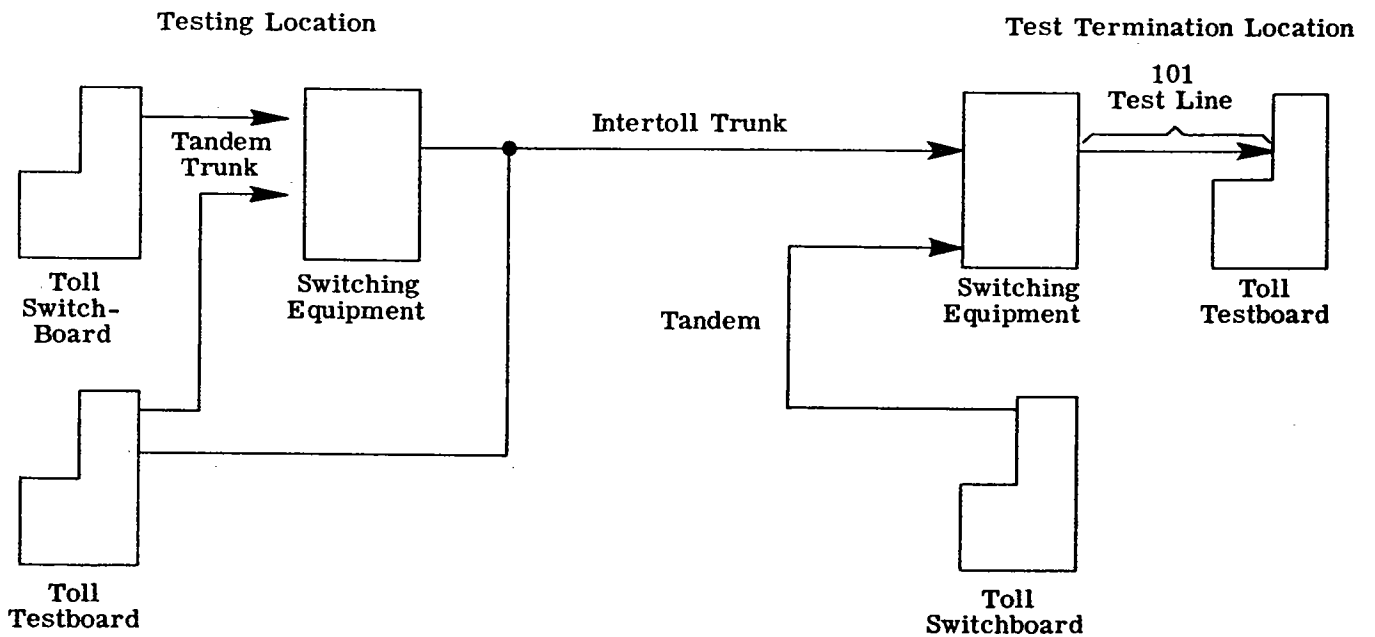 Testing Location
Test Termination Location
101
Test Line
Tandem
Trunk
Intertoll Trunk
Toll
Switch-
Board
Switching
Equipment
Tandem
Switching
Equipment
Toll
Testboard
Toll
Testboard
Toll
Switchboard